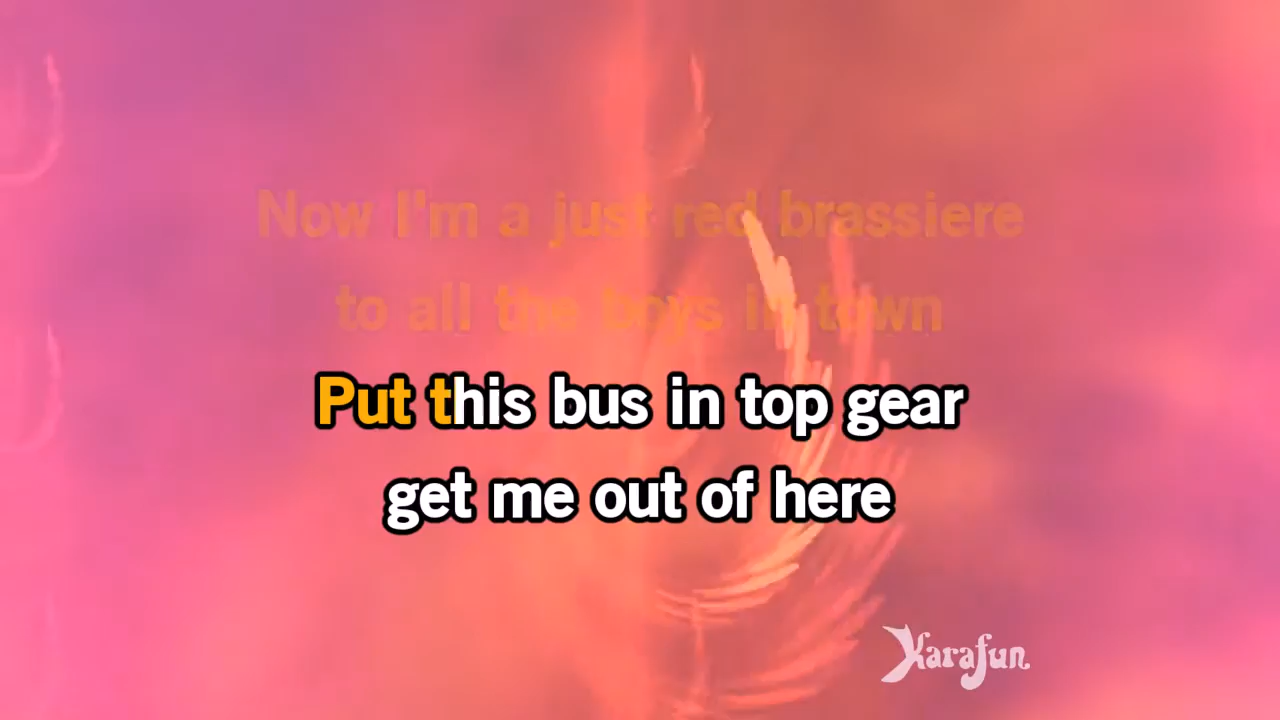 Now I'm a just red brassiere
to all the boys in town
Put this bus in top gear
get me out of here
Karafun